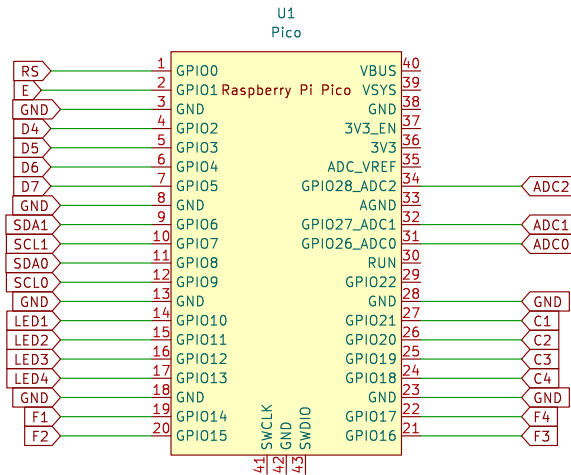 U1
Pico
RS 1 GPIO0 VBUS 40
E 2 GPIO1 Raspberry Pi Pico VSYS 39
GND 3 GND GND 38
D4 4 GPIO2 3V3_EN 37
D5 5 GPIO3 3V3 36
D6 6 GPIO4 ADC_VREF 35
D7 7 GPIO5 GPIO28_ADC2 34 ADC2
GND 8 GND AGND 33
SDA1 9 GPIO6 GPIO27_ADC1 32 ADC1
SCL1 10 GPIO7 GPIO26_ADC0 31 ADC0
SDA0 11 GPIO8 RUN 30
SCL0 12 GPIO9 GPIO22 29
GND 13 GND GND 28 GND
LED1 14 GPIO10 GPIO21 27 C1
LED2 15 GPIO11 GPIO20 26 C2
LED3 16 GPIO12 GPIO19 25 C3
LED4 17 GPIO13 GPIO18 24 C4
GND 18 GND GND 23 GND
F1 19 GPIO14 GPIO17 22 F4
F2 20 GPIO15 GPIO16 21 F3
SWCLK GND SWDIO
41 42 43